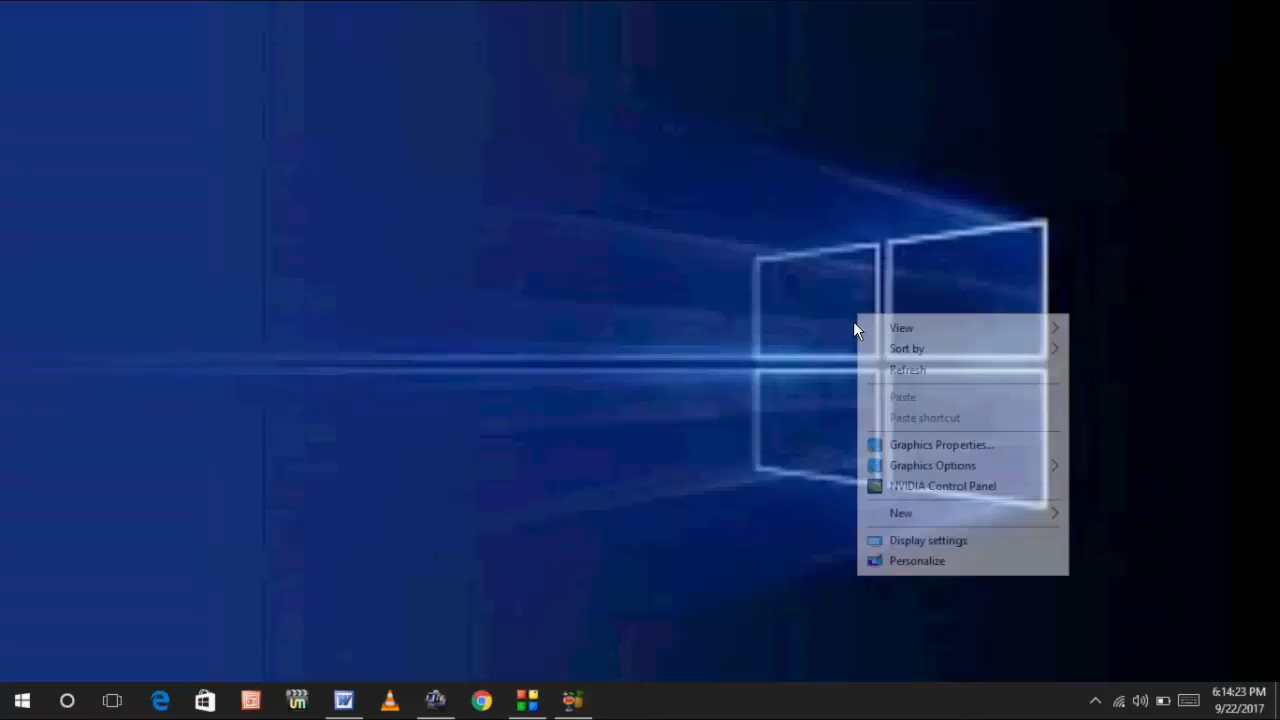 View
Sort by
Refresh
Paste
Paste shortcut
Graphics Properties...
Graphics Options
NVIDIA Control Panel
New
Display settings
Personalize
6:14:23 PM
9/22/2017